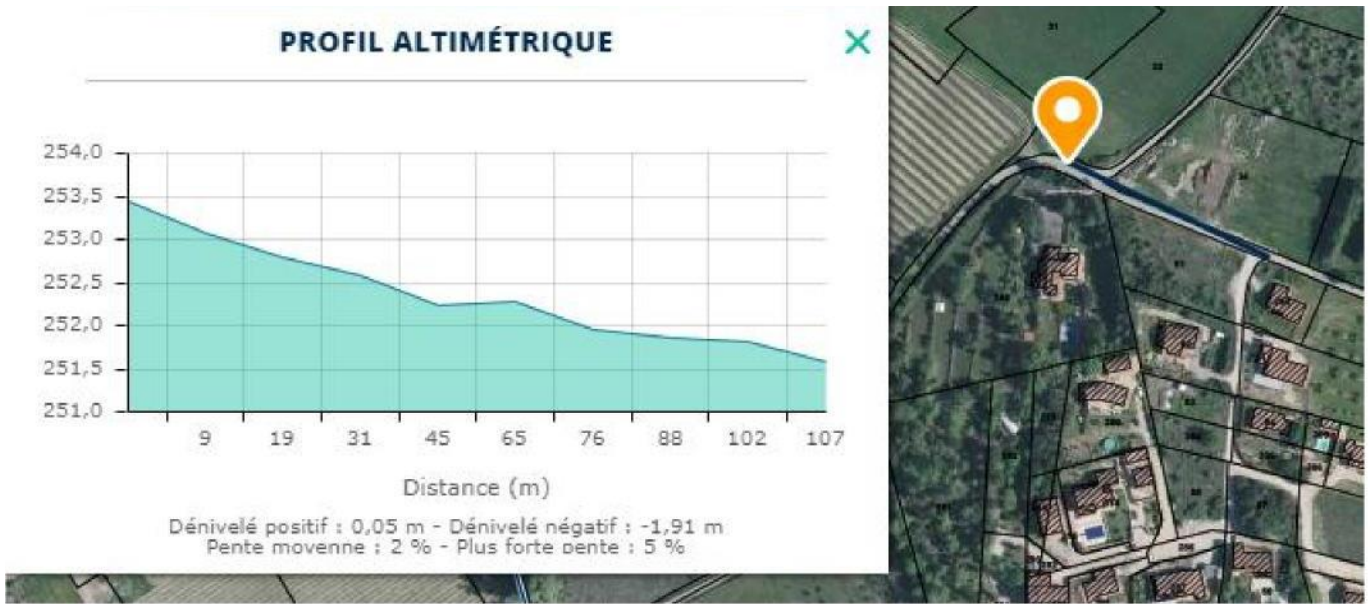 PROFIL ALTIMÉTRIQUE
254,0
253,5
253,0
252,5
252,0
251,5
251,0
9 19 31 45 65 76 88 102 107
Distance (m)
Dénivelé positif : 0,05 m - Dénivelé négatif : -1,91 m
Pente moyenne : 2 % - Plus forte pente : 5 %
31
32